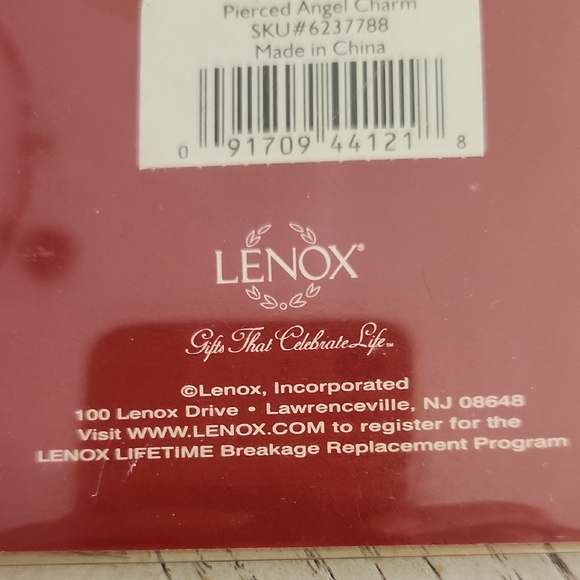 Pierced Angel Charm
SKU#6237788
Made in China
0 91709 44121 8
LENOX®
Gifts That Celebrate Life™
©Lenox, Incorporated
100 Lenox Drive • Lawrenceville, NJ 08648
Visit WWW.LENOX.COM to register for the
LENOX LIFETIME Breakage Replacement Program